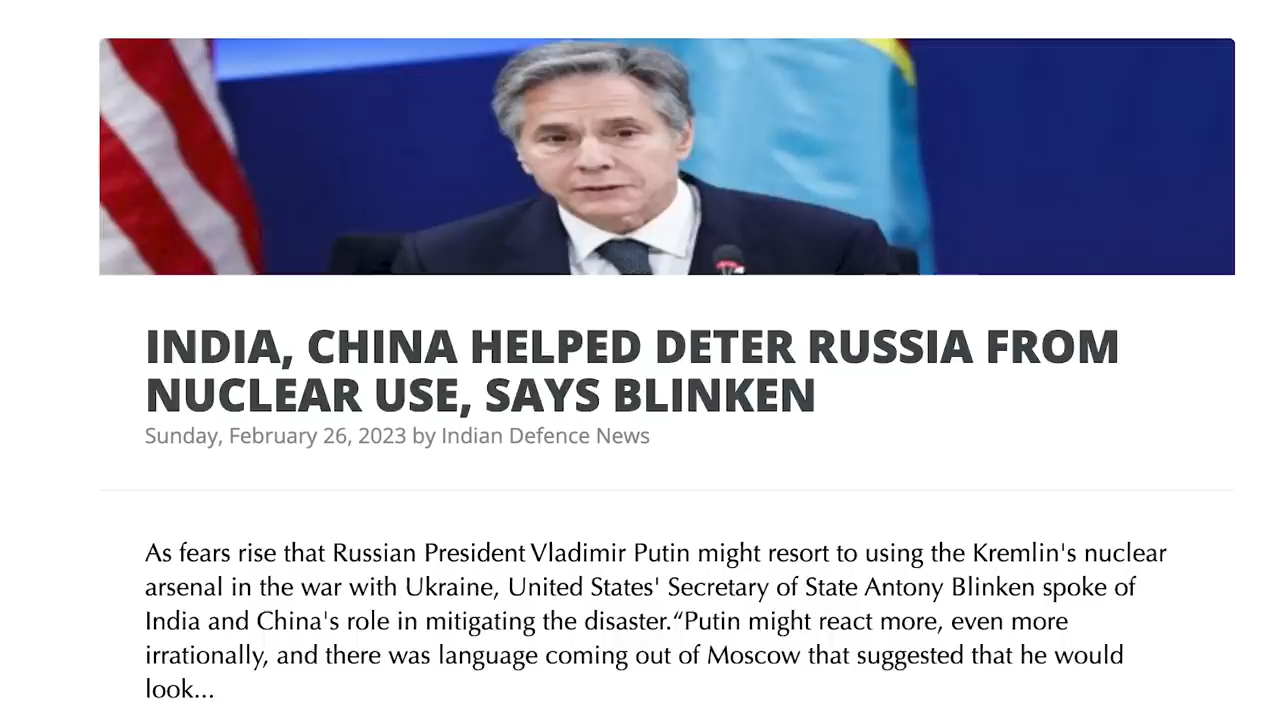 INDIA, CHINA HELPED DETER RUSSIA FROM
NUCLEAR USE, SAYS BLINKEN
Sunday, February 26, 2023 by Indian Defence News
As fears rise that Russian President Vladimir Putin might resort to using the Kremlin's nuclear
arsenal in the war with Ukraine, United States' Secretary of State Antony Blinken spoke of
India and China's role in mitigating the disaster.“Putin might react more, even more
irrationally, and there was language coming out of Moscow that suggested that he would
look...